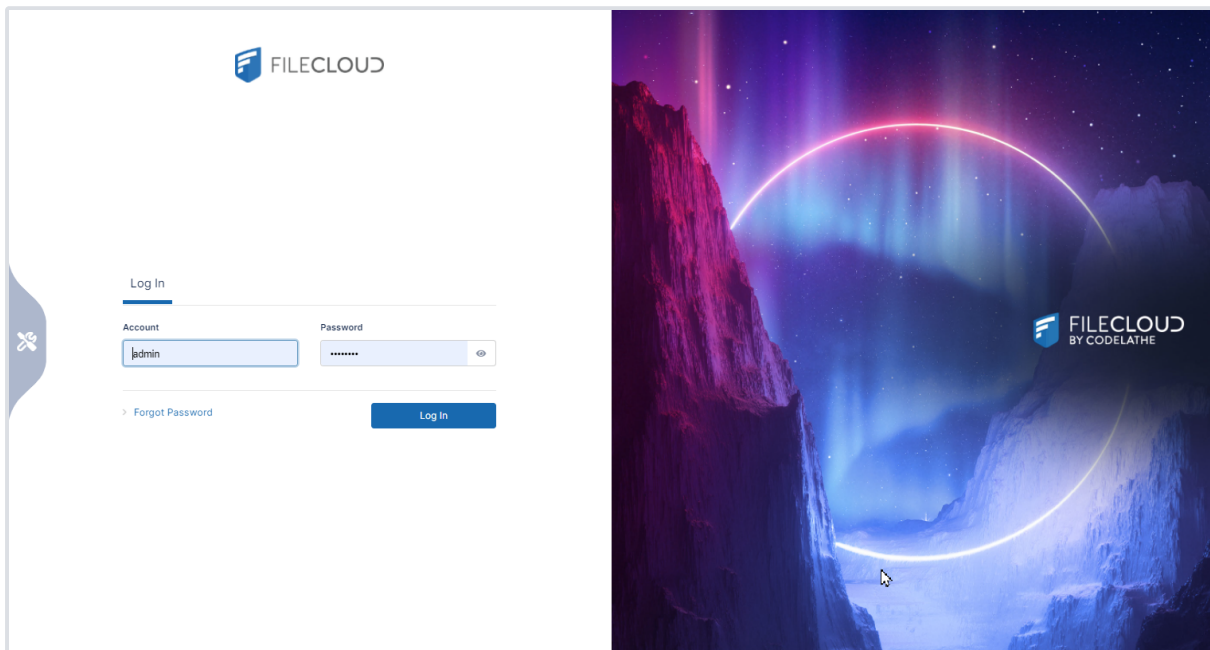 FILECLOUD
Log In
Account
Password
admin
••••••••
Forgot Password
Log In
FILECLOUD
BY CODELATHE